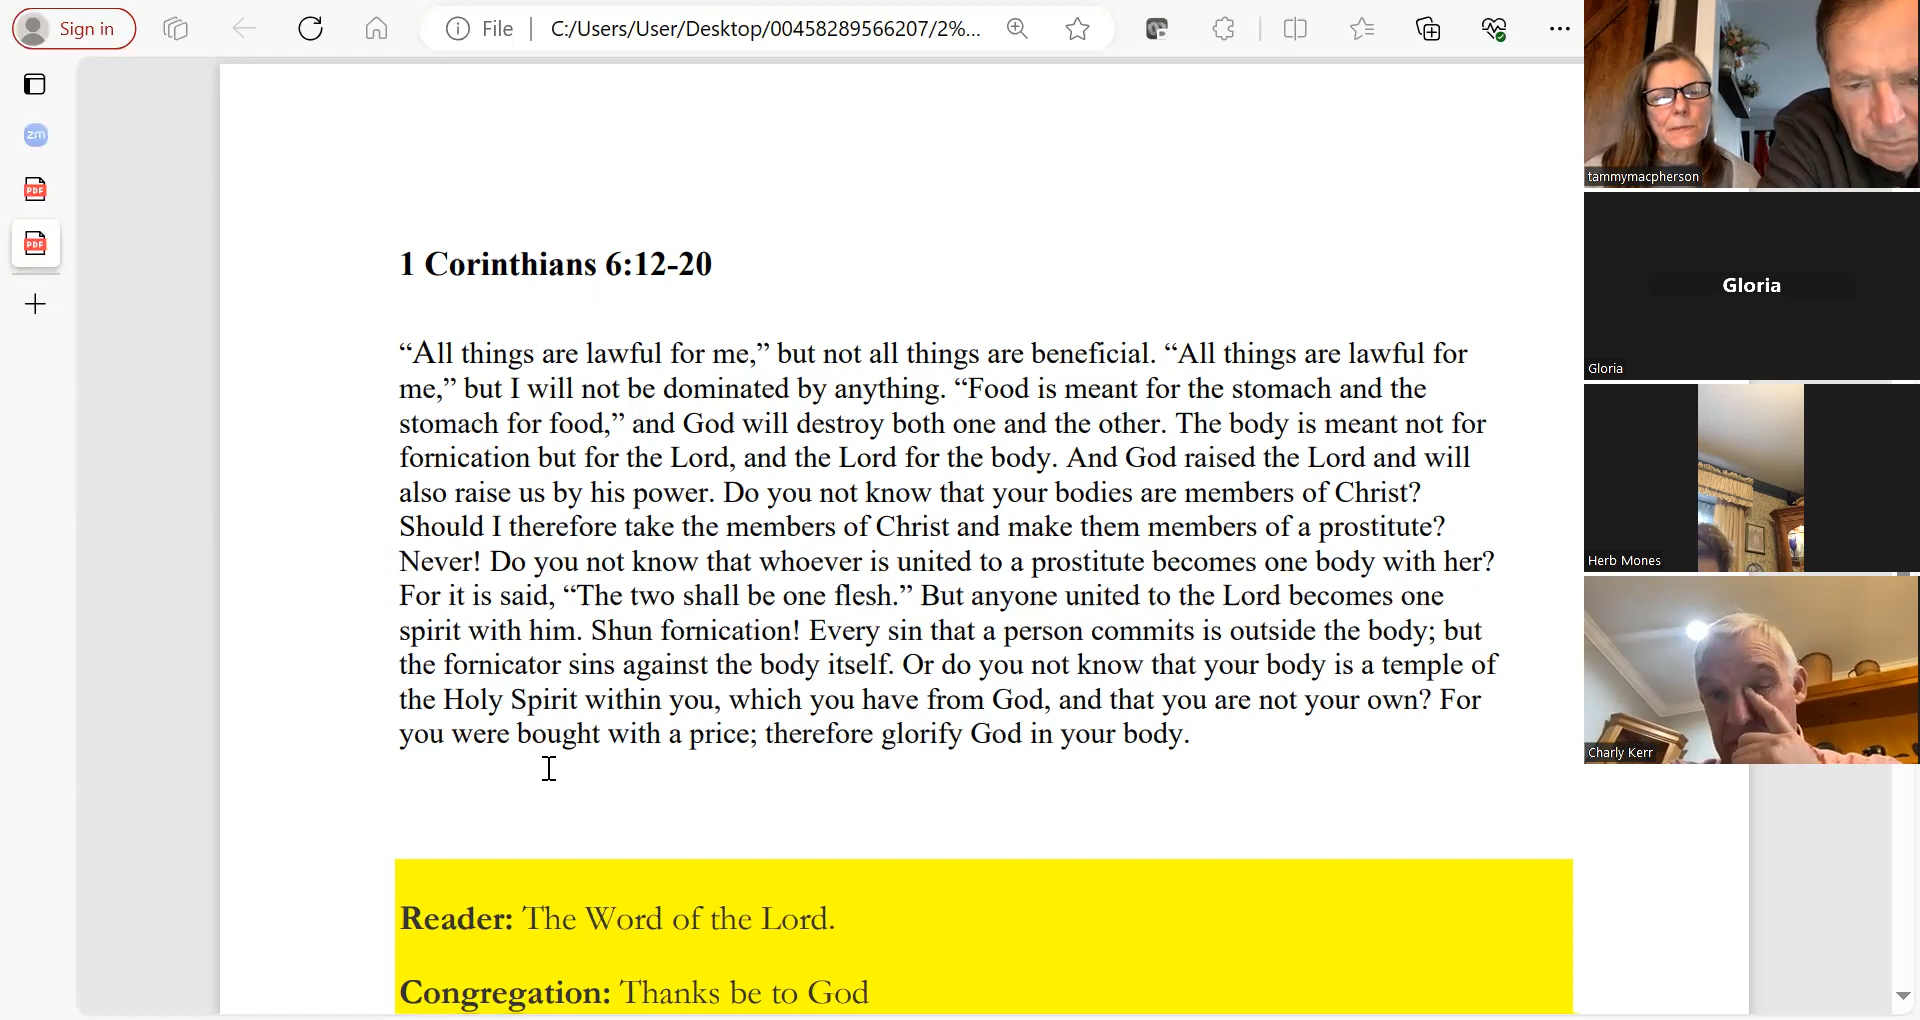 Sign in
File
C:/Users/User/Desktop/00458289566207/2%...
zm
PDF
PDF
1 Corinthians 6:12-20
“All things are lawful for me,” but not all things are beneficial. “All things are lawful for
me,” but I will not be dominated by anything. “Food is meant for the stomach and the
stomach for food,” and God will destroy both one and the other. The body is meant not for
fornication but for the Lord, and the Lord for the body. And God raised the Lord and will
also raise us by his power. Do you not know that your bodies are members of Christ?
Should I therefore take the members of Christ and make them members of a prostitute?
Never! Do you not know that whoever is united to a prostitute becomes one body with her?
For it is said, “The two shall be one flesh.” But anyone united to the Lord becomes one
spirit with him. Shun fornication! Every sin that a person commits is outside the body; but
the fornicator sins against the body itself. Or do you not know that your body is a temple of
the Holy Spirit within you, which you have from God, and that you are not your own? For
you were bought with a price; therefore glorify God in your body.
Reader: The Word of the Lord.
Congregation: Thanks be to God
tammymacpherson
Gloria
Gloria
Herb Mones
Charly Kerr